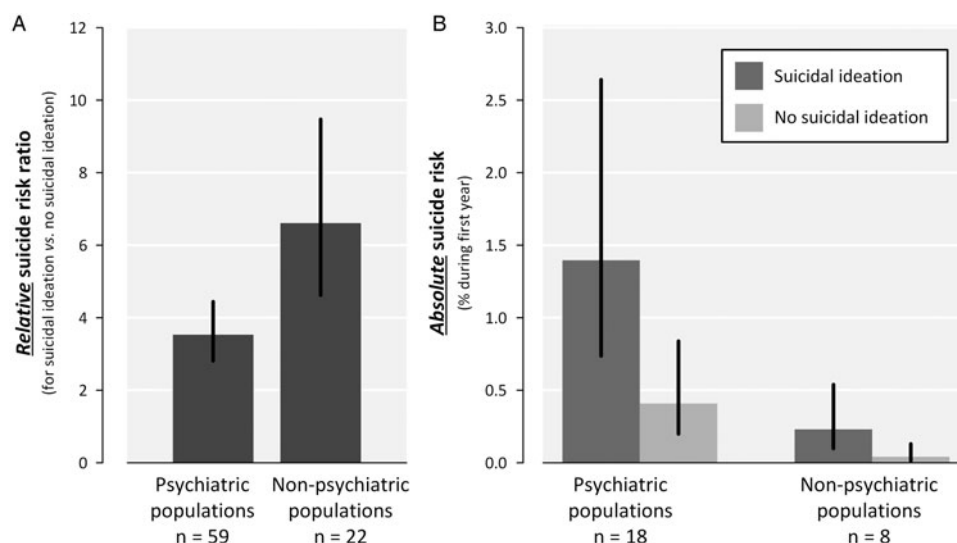 A
Relative suicide risk ratio
(for suicidal ideation vs. no suicidal ideation)
12
10
8
6
4
2
0
Psychiatric
populations
n = 59
Non-psychiatric
populations
n = 22
B
Absolute suicide risk
(% during first year)
3.0
2.5
2.0
1.5
1.0
0.5
0.0
Suicidal ideation
No suicidal ideation
Psychiatric
populations
n = 18
Non-psychiatric
populations
n = 8